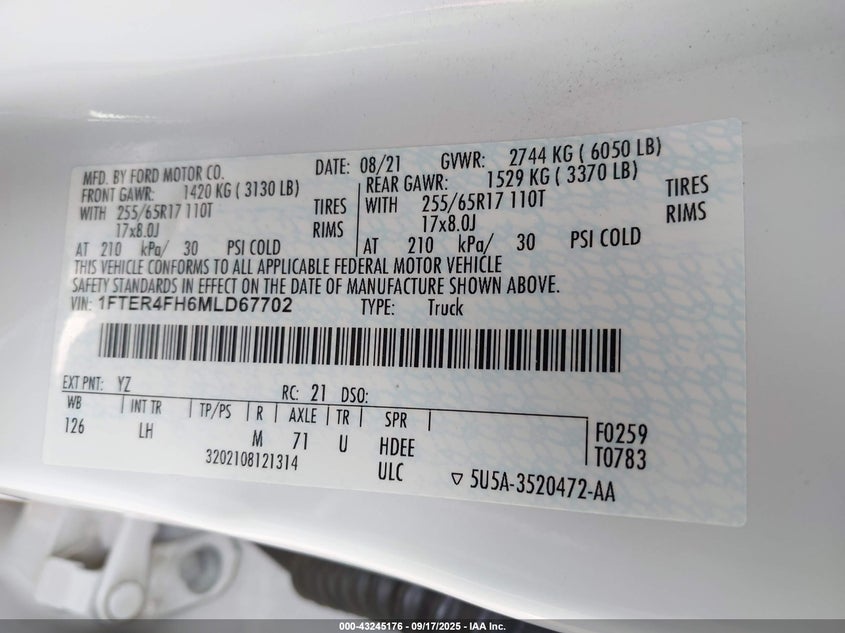 MFD. BY FORD MOTOR CO. DATE: 08/21 GVWR: 2744 KG ( 6050 LB)
FRONT GAWR: 1420 KG ( 3130 LB) REAR GAWR: 1529 KG ( 3370 LB)
WITH 255/65R17 110T TIRES WITH 255/65R17 110T TIRES
17x8.0J RIMS 17x8.0J RIMS
AT 210 kPa/ 30 PSI COLD AT 210 kPa/ 30 PSI COLD
THIS VEHICLE CONFORMS TO ALL APPLICABLE FEDERAL MOTOR VEHICLE
SAFETY STANDARDS IN EFFECT ON THE DATE OF MANUFACTURE SHOWN ABOVE.
VIN: 1FTER4FH6MLD67702 TYPE: Truck
EXT PNT: YZ RC: 21 DSO:
WB INT TR TP/PS R AXLE TR SPR
126 LH M 71 U HDEE F0259
3202108121314 ULC T0783
5U5A-3520472-AA
000-43245176 - 09/17/2025 - IAA Inc.